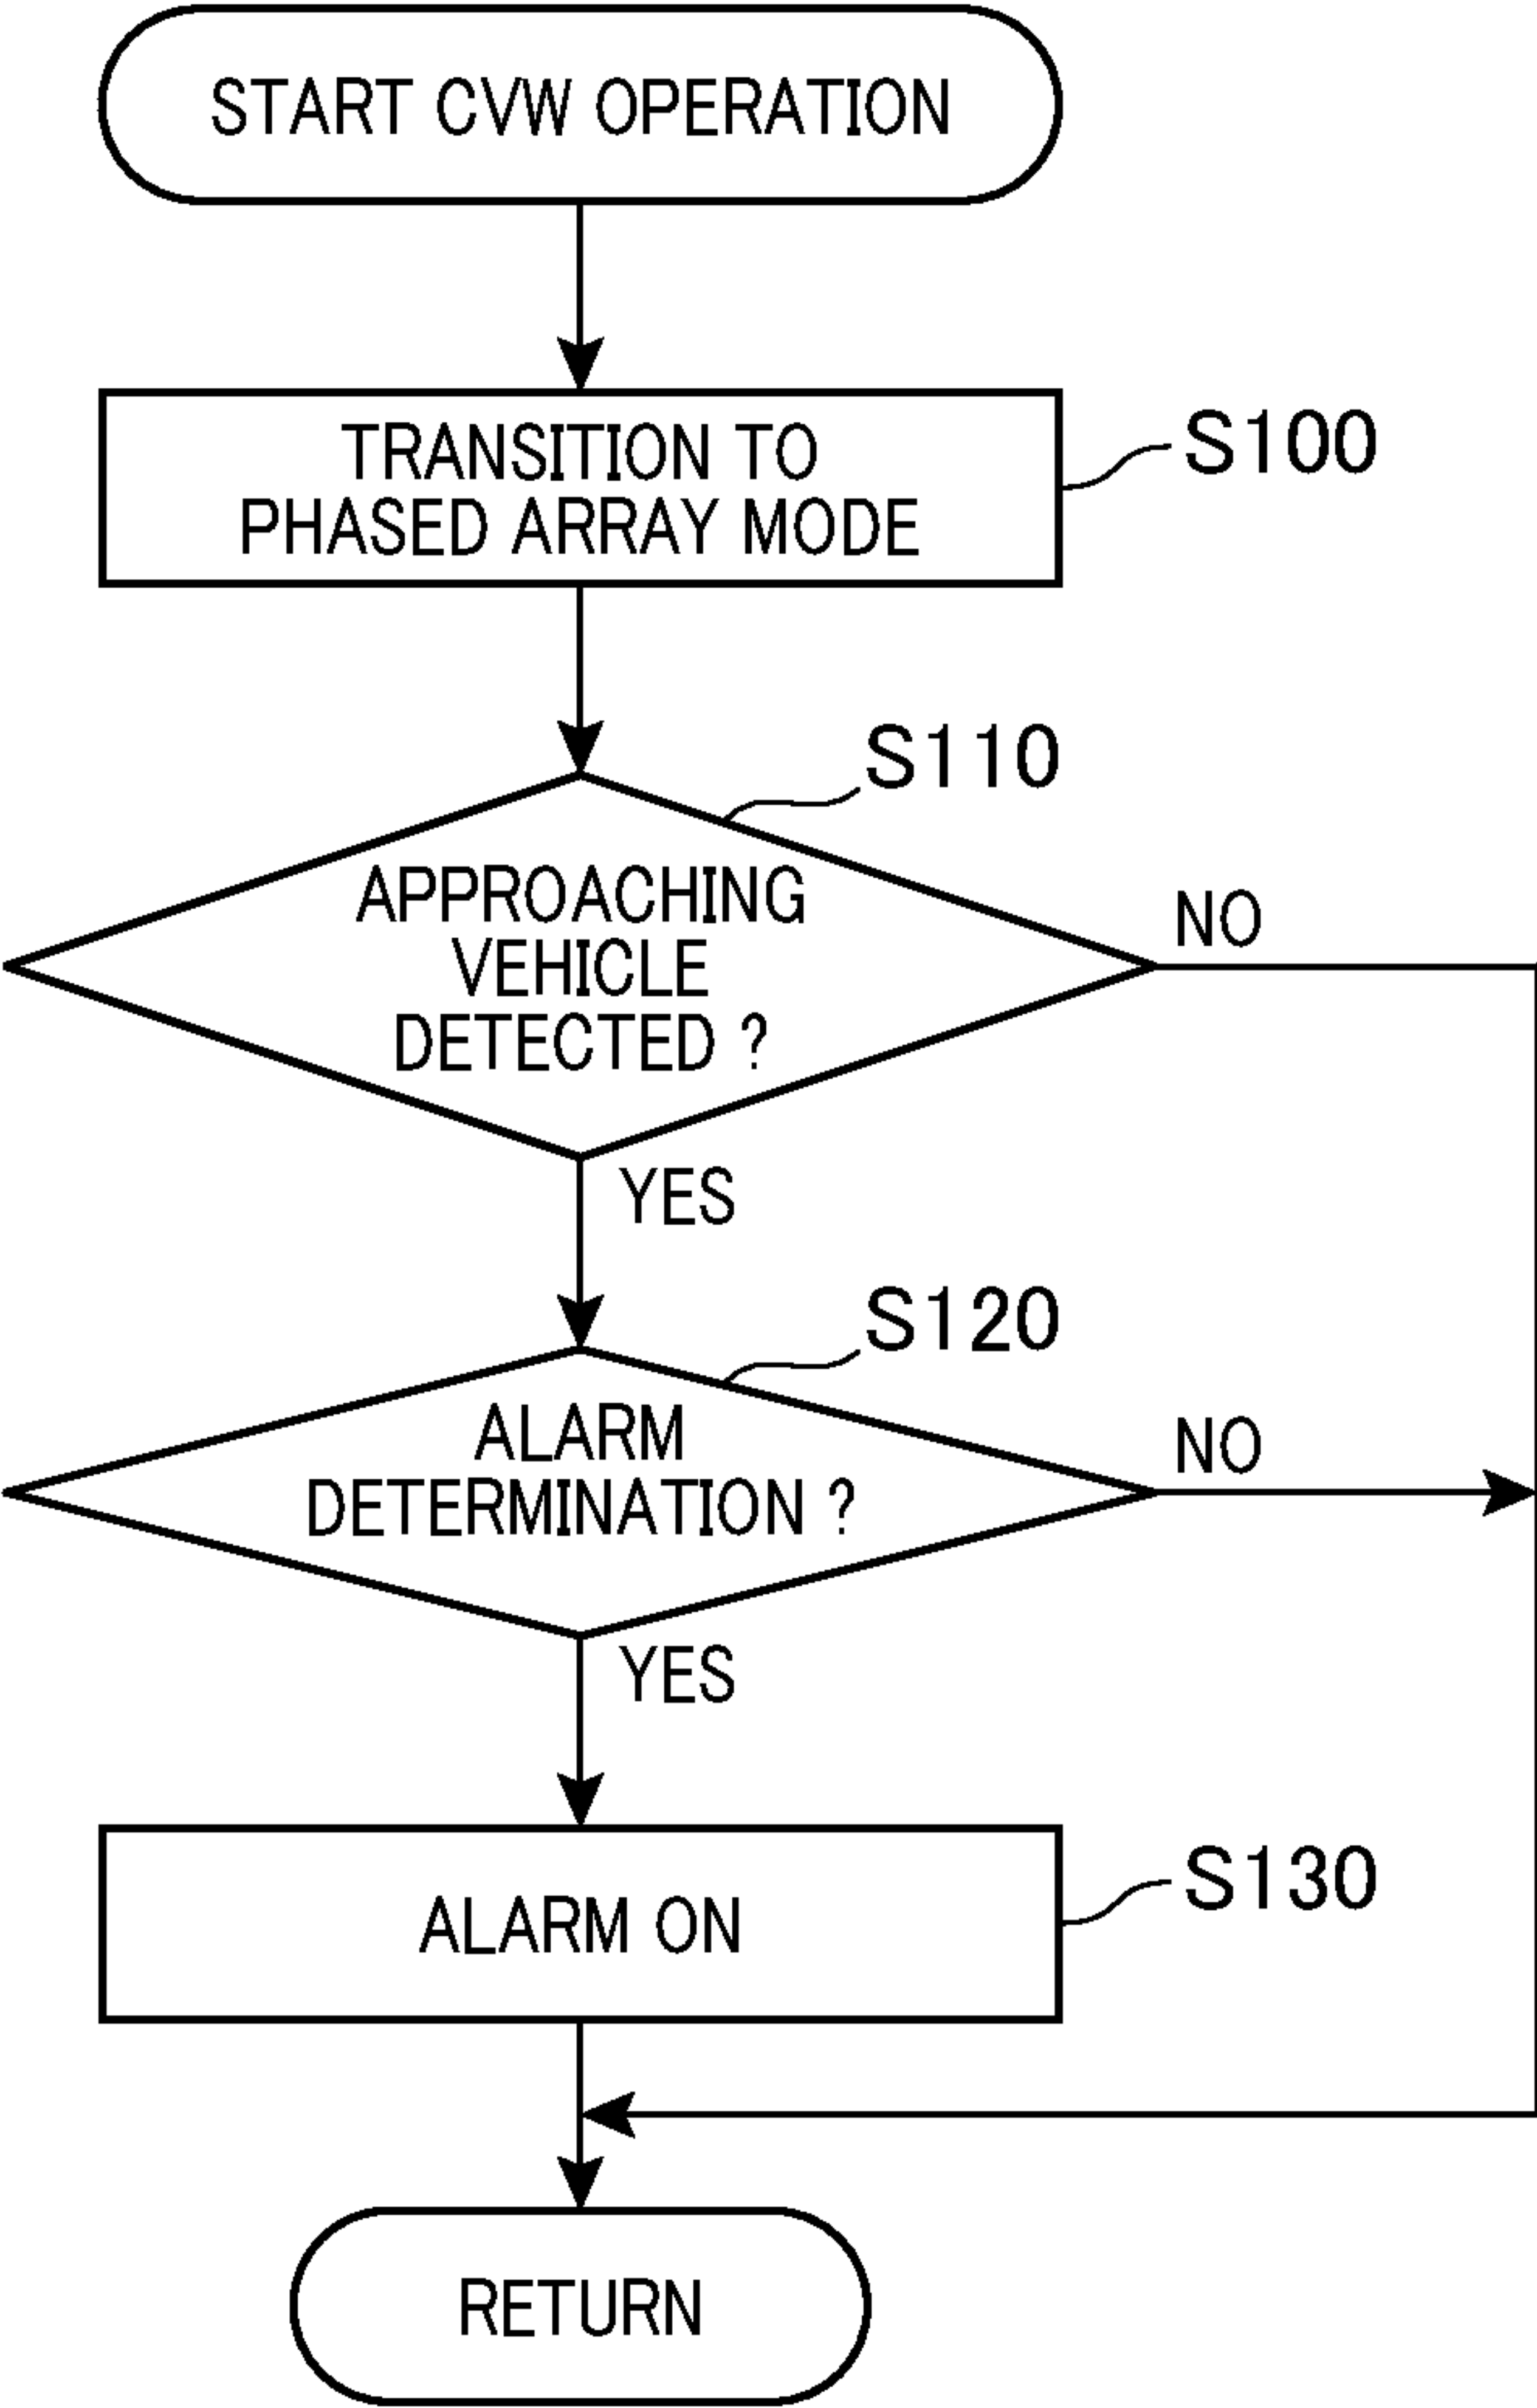 START CVW OPERATION
TRANSITION TO
PHASED ARRAY MODE
S100
S110
APPROACHING
VEHICLE
DETECTED ?
NO
YES
S120
ALARM
DETERMINATION ?
NO
YES
ALARM ON
S130
RETURN